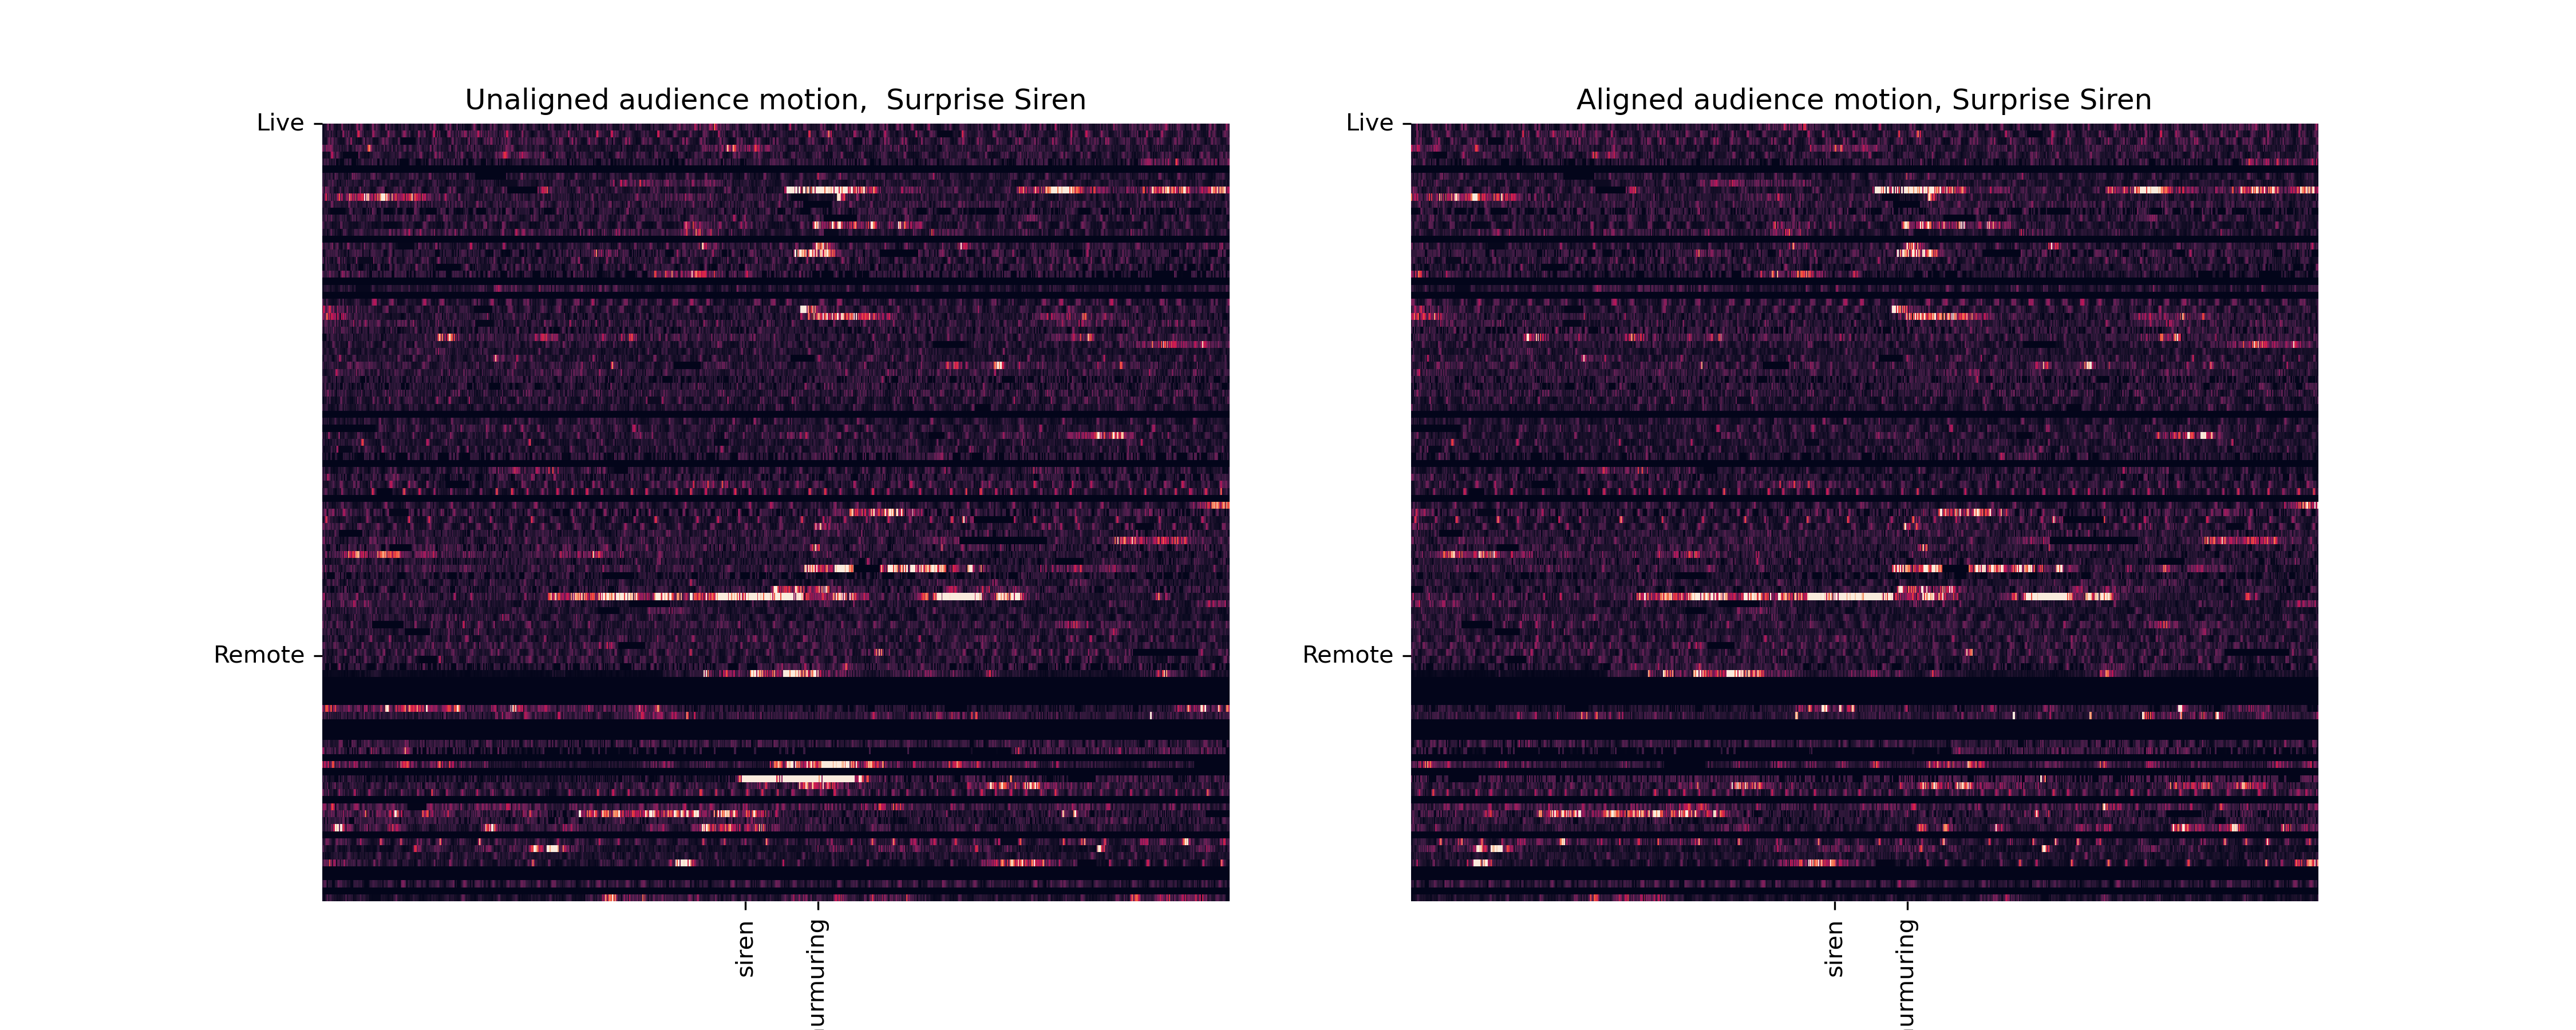 Unaligned audience motion,  Surprise Siren
Live
Remote
siren
Aligned audience motion, Surprise Siren
Live
Remote
siren